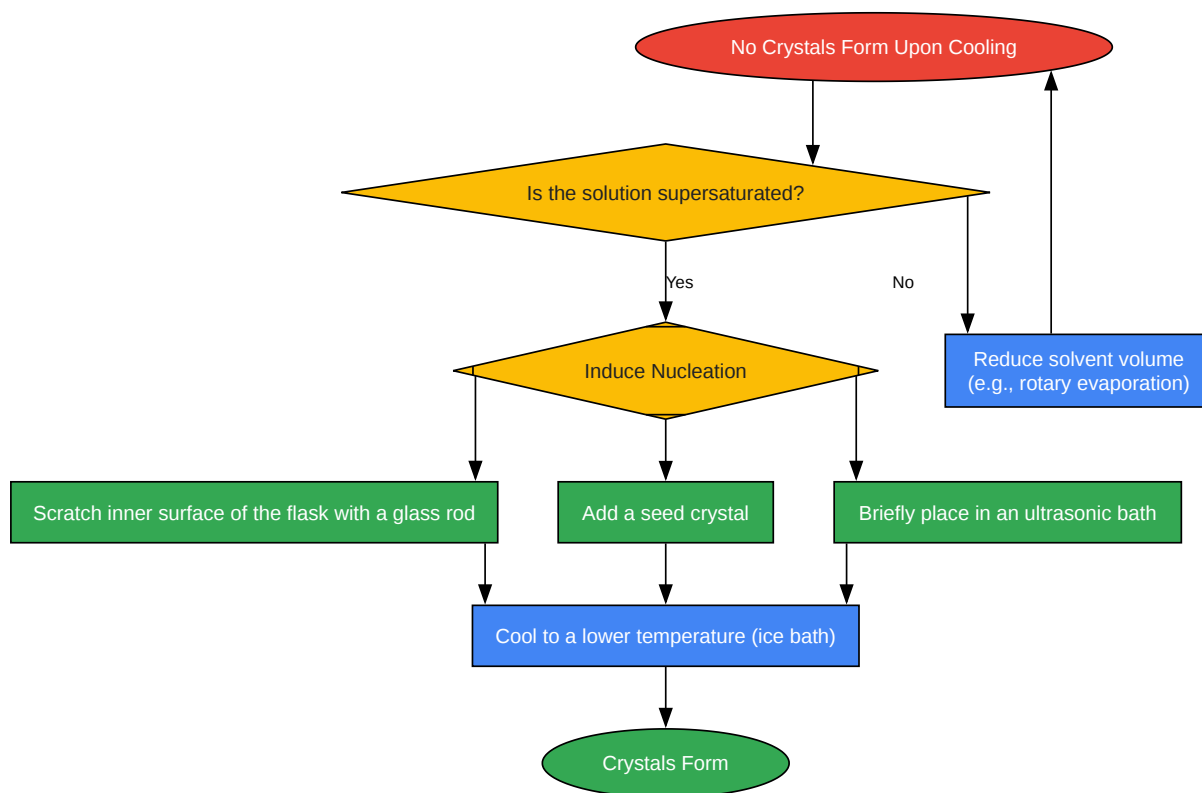 No Crystals Form Upon Cooling
Is the solution supersaturated?
Yes
No
Induce Nucleation
Reduce solvent volume
(e.g., rotary evaporation)
Scratch inner surface of the flask with a glass rod
Add a seed crystal
Briefly place in an ultrasonic bath
Cool to a lower temperature (ice bath)
Crystals Form